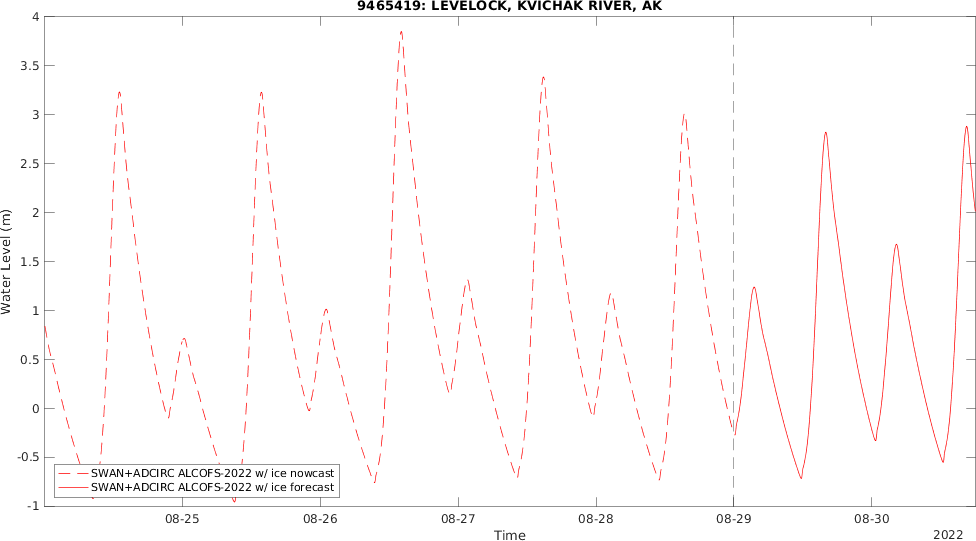 9465419: LEVELOCK, KVICHAK RIVER, AK
4
3.5
3
2.5
2
1.5
1
0.5
0
-0.5
-1
Water Level (m)
SWAN+ADCIRC ALCOFS-2022 w/ ice nowcast
SWAN+ADCIRC ALCOFS-2022 w/ ice forecast
08-25 08-26 08-27 08-28 08-29 08-30
Time
2022